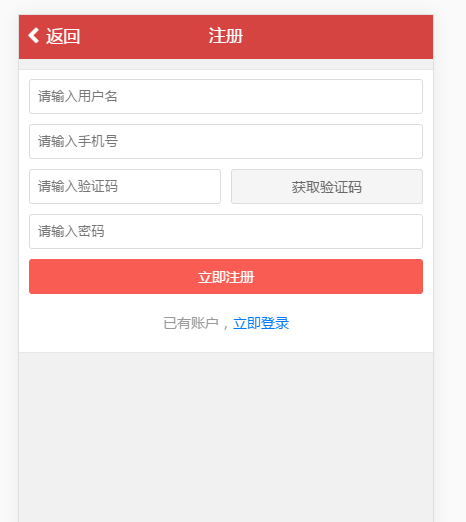 返回 注册
请输入用户名
请输入手机号
请输入验证码 获取验证码
请输入密码
立即注册
已有账户，立即登录